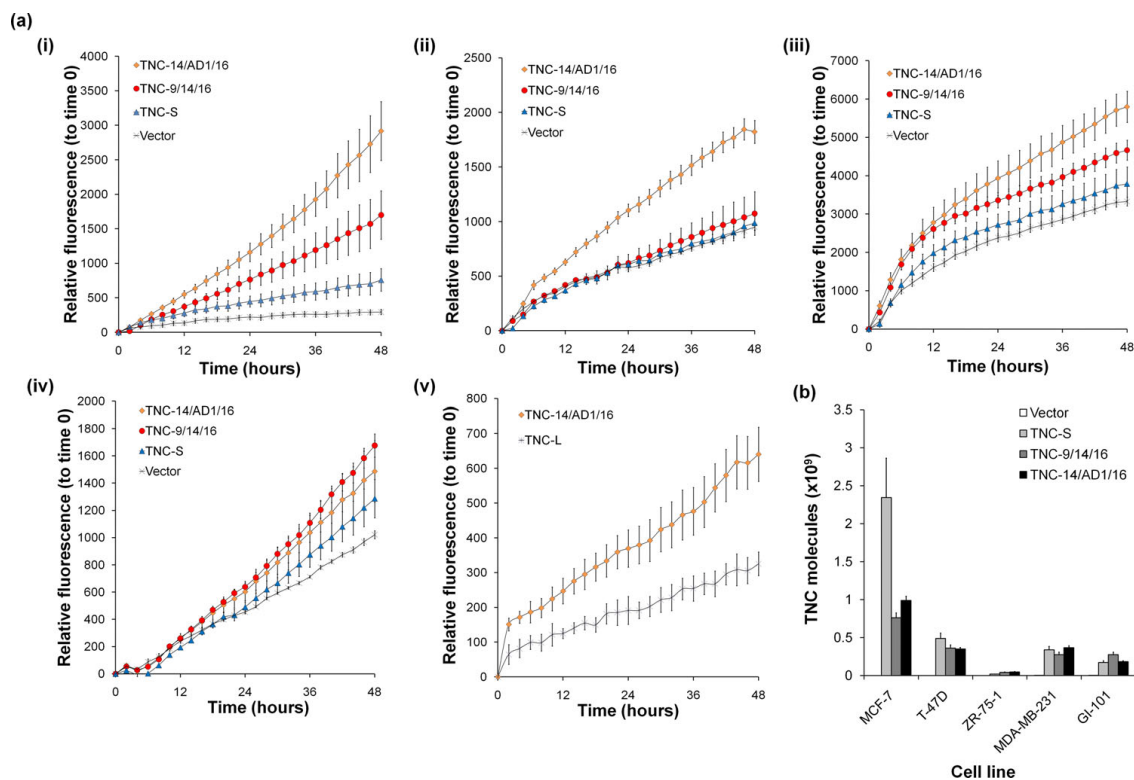 (a)
(i)
Relative fluorescence (to time 0)
4000
3500
3000
2500
2000
1500
1000
500
0
TNC-14/AD1/16
TNC-9/14/16
TNC-S
Vector
0 12 24 36 48
Time (hours)
(ii)
Relative fluorescence (to time 0)
2500
2000
1500
1000
500
0
TNC-14/AD1/16
TNC-9/14/16
TNC-S
Vector
0 12 24 36 48
Time (hours)
(iii)
Relative fluorescence (to time 0)
7000
6000
5000
4000
3000
2000
1000
0
TNC-14/AD1/16
TNC-9/14/16
TNC-S
Vector
0 12 24 36 48
Time (hours)
(iv)
Relative fluorescence (to time 0)
2000
1800
1600
1400
1200
1000
800
600
400
200
0
TNC-14/AD1/16
TNC-9/14/16
TNC-S
Vector
0 12 24 36 48
Time (hours)
(v)
Relative fluorescence (to time 0)
800
700
600
500
400
300
200
100
0
TNC-14/AD1/16
TNC-L
0 12 24 36 48
Time (hours)
(b)
TNC molecules (x10⁹)
3.5
3
2.5
2
1.5
1
0.5
0
Vector
TNC-S
TNC-9/14/16
TNC-14/AD1/16
MCF-7
T-47D
ZR-75-1
MDA-MB-231
GI-101
Cell line